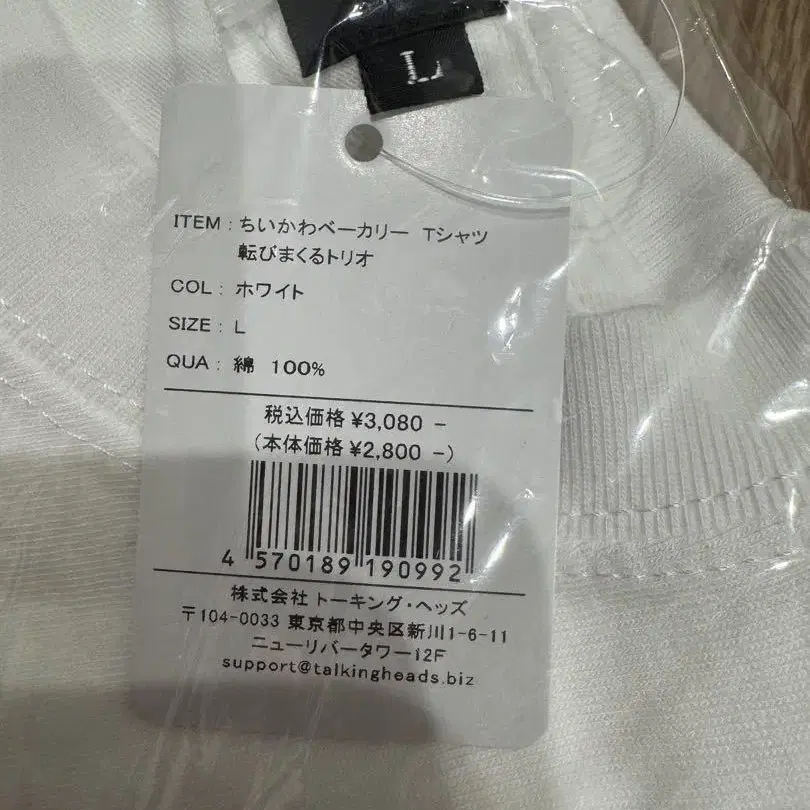 L
ITEM : ちいかわベーカリー Tシャツ
転びまくるトリオ
COL : ホワイト
SIZE : L
QUA : 綿 100%
税込価格 ¥3,080 -
(本体価格 ¥2,800 -)
4 570189 190992
株式会社 トーキング・ヘッズ
〒104-0033 東京都中央区新川1-6-11
ニューリバータワー12F
support@talkingheads.biz